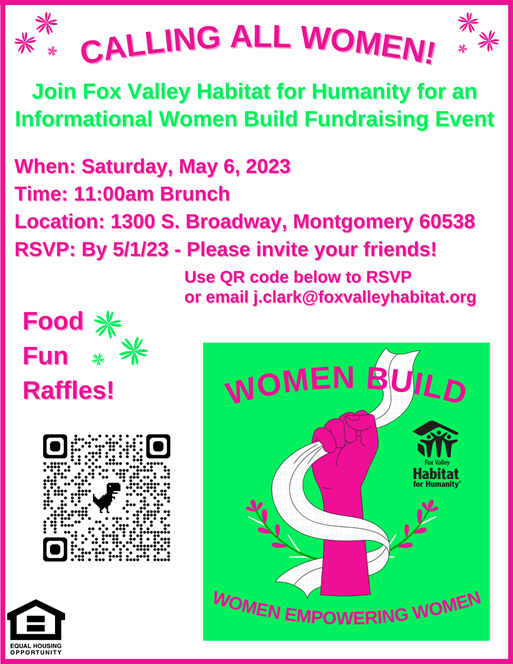 CALLING ALL WOMEN!
Join Fox Valley Habitat for Humanity for an
Informational Women Build Fundraising Event
When: Saturday, May 6, 2023
Time: 11:00am Brunch
Location: 1300 S. Broadway, Montgomery 60538
RSVP: By 5/1/23 - Please invite your friends!
Use QR code below to RSVP
or email j.clark@foxvalleyhabitat.org
Food
Fun
Raffles!
WOMEN BUILD
Fox Valley
Habitat
for Humanity®
WOMEN EMPOWERING WOMEN
EQUAL HOUSING
OPPORTUNITY